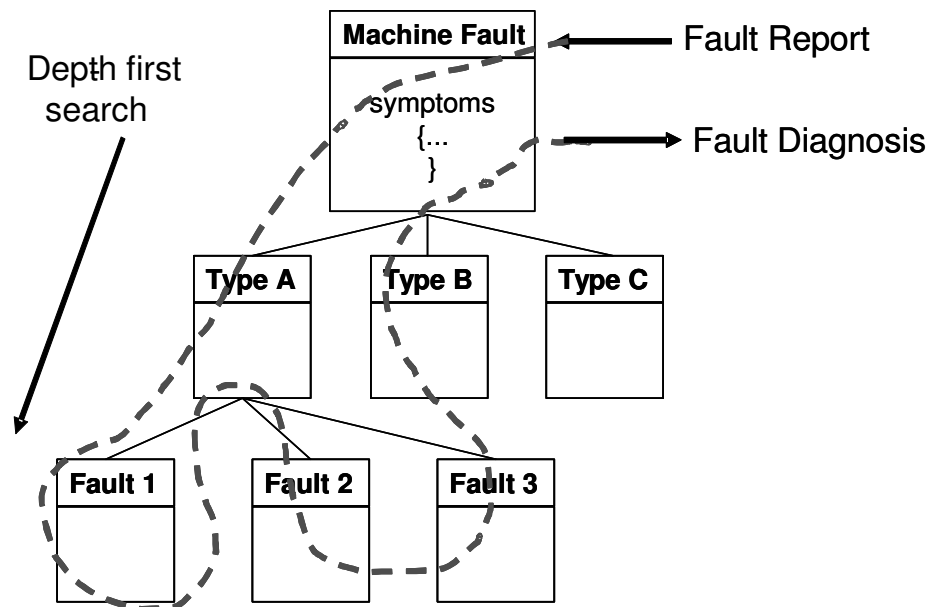 Machine Fault
Fault Report
Depth first
search
symptoms
{...
}
Fault Diagnosis
Type A
Type B
Type C
Fault 1
Fault 2
Fault 3